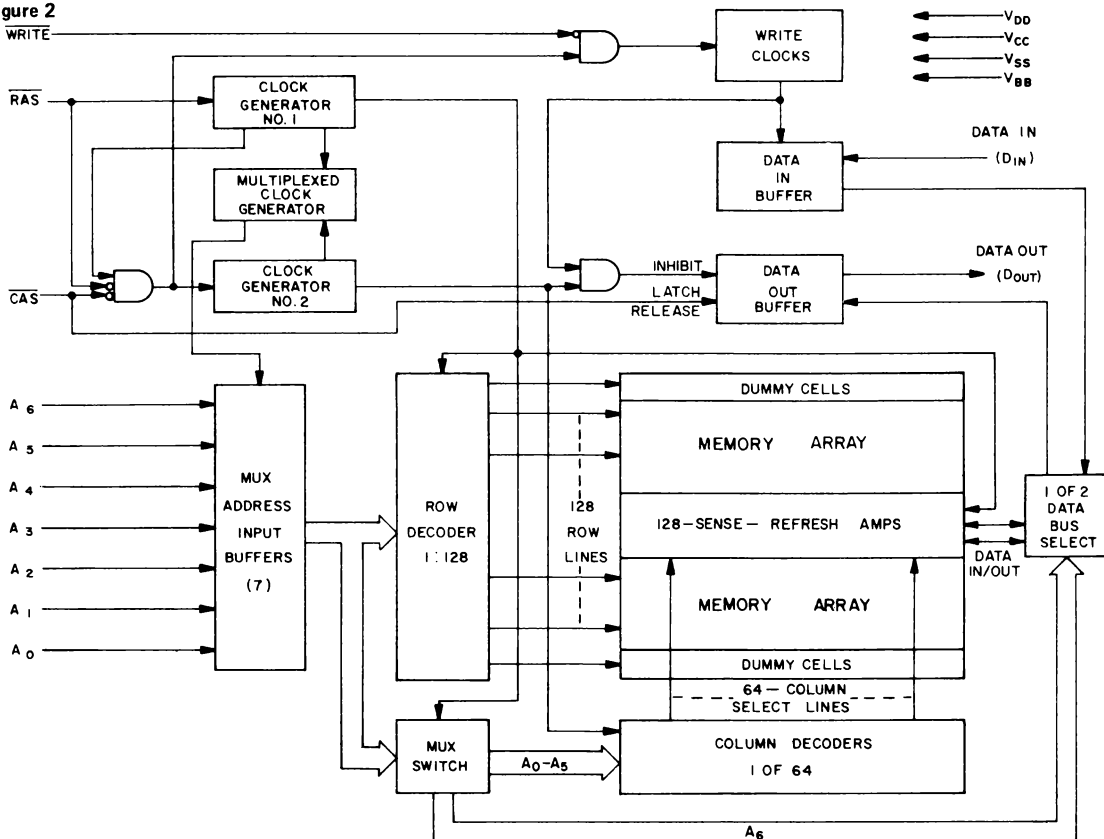 gure 2
WRITE
RAS
CAS
CLOCK
GENERATOR
NO. 1
MULTIPLEXED
CLOCK
GENERATOR
CLOCK
GENERATOR
NO. 2
WRITE
CLOCKS
VDD
VCC
VSS
VBB
DATA IN
(DIN)
DATA
IN
BUFFER
INHIBIT
LATCH
RELEASE
DATA
OUT
BUFFER
DATA OUT
(DOUT)
A6
A5
A4
A3
A2
A1
A0
MUX
ADDRESS
INPUT
BUFFERS
(7)
ROW
DECODER
1:128
128
ROW
LINES
DUMMY CELLS
MEMORY ARRAY
128-SENSE-REFRESH AMPS
MEMORY ARRAY
DUMMY CELLS
DATA
IN/OUT
1 OF 2
DATA
BUS
SELECT
64-COLUMN
SELECT LINES
MUX
SWITCH
A0-A5
COLUMN DECODERS
1 OF 64
A6